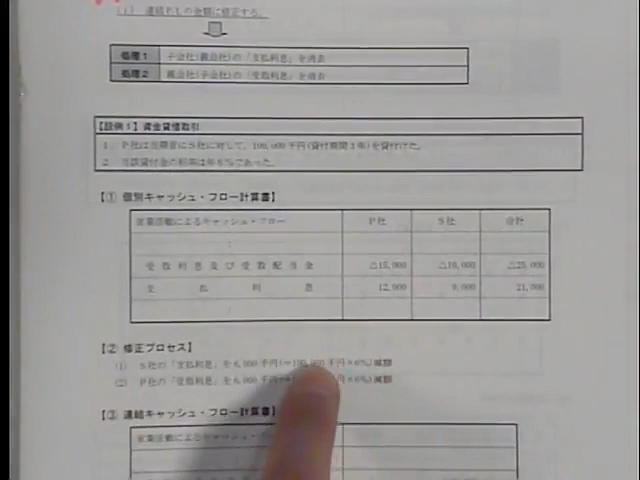 (1) 連結P/Lの金額に修正する。
処理1 子会社(親会社)の「支払利息」を消去
処理2 親会社(子会社)の「受取利息」を消去
【設例1】資金貸借取引
1. P社は当期首にS社に対して、100,000千円(貸付期間3年)を貸付けた。
2. 当該貸付金の利率は年6%であった。
【① 個別キャッシュ・フロー計算書】
営業活動によるキャッシュ・フロー P社 S社 合計
:
受取利息及び受取配当金 △15,000 △10,000 △25,000
支払利息 12,000 9,000 21,000
【② 修正プロセス】
(1) S社の「支払利息」を6,000千円(=100,000千円×6%)減額
(2) P社の「受取利息」を6,000千円(= 千円×6%)減額
【③ 連結キャッシュ・フロー計算書】
営業活動によるキャッシュ・フロー